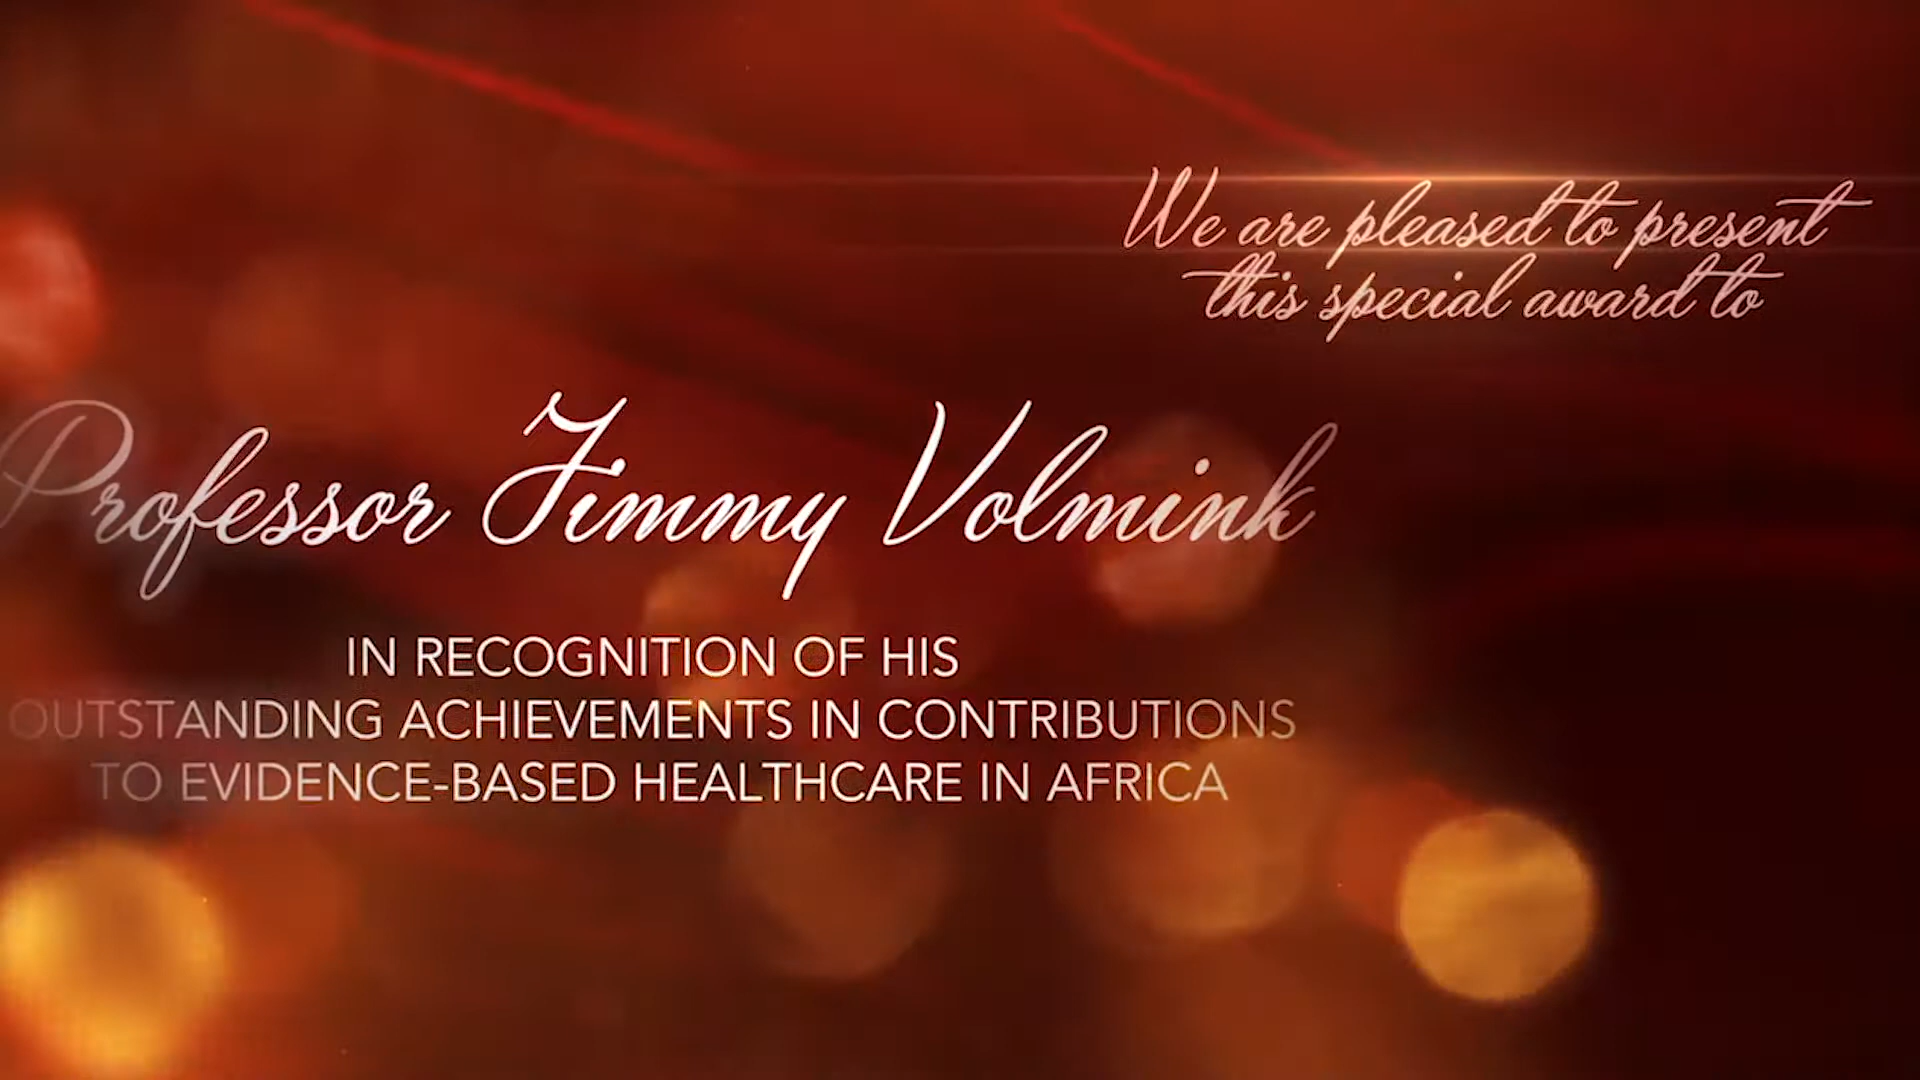 We are pleased to present
this special award to
Professor Jimmy Volmink
IN RECOGNITION OF HIS
OUTSTANDING ACHIEVEMENTS IN CONTRIBUTIONS
TO EVIDENCE-BASED HEALTHCARE IN AFRICA